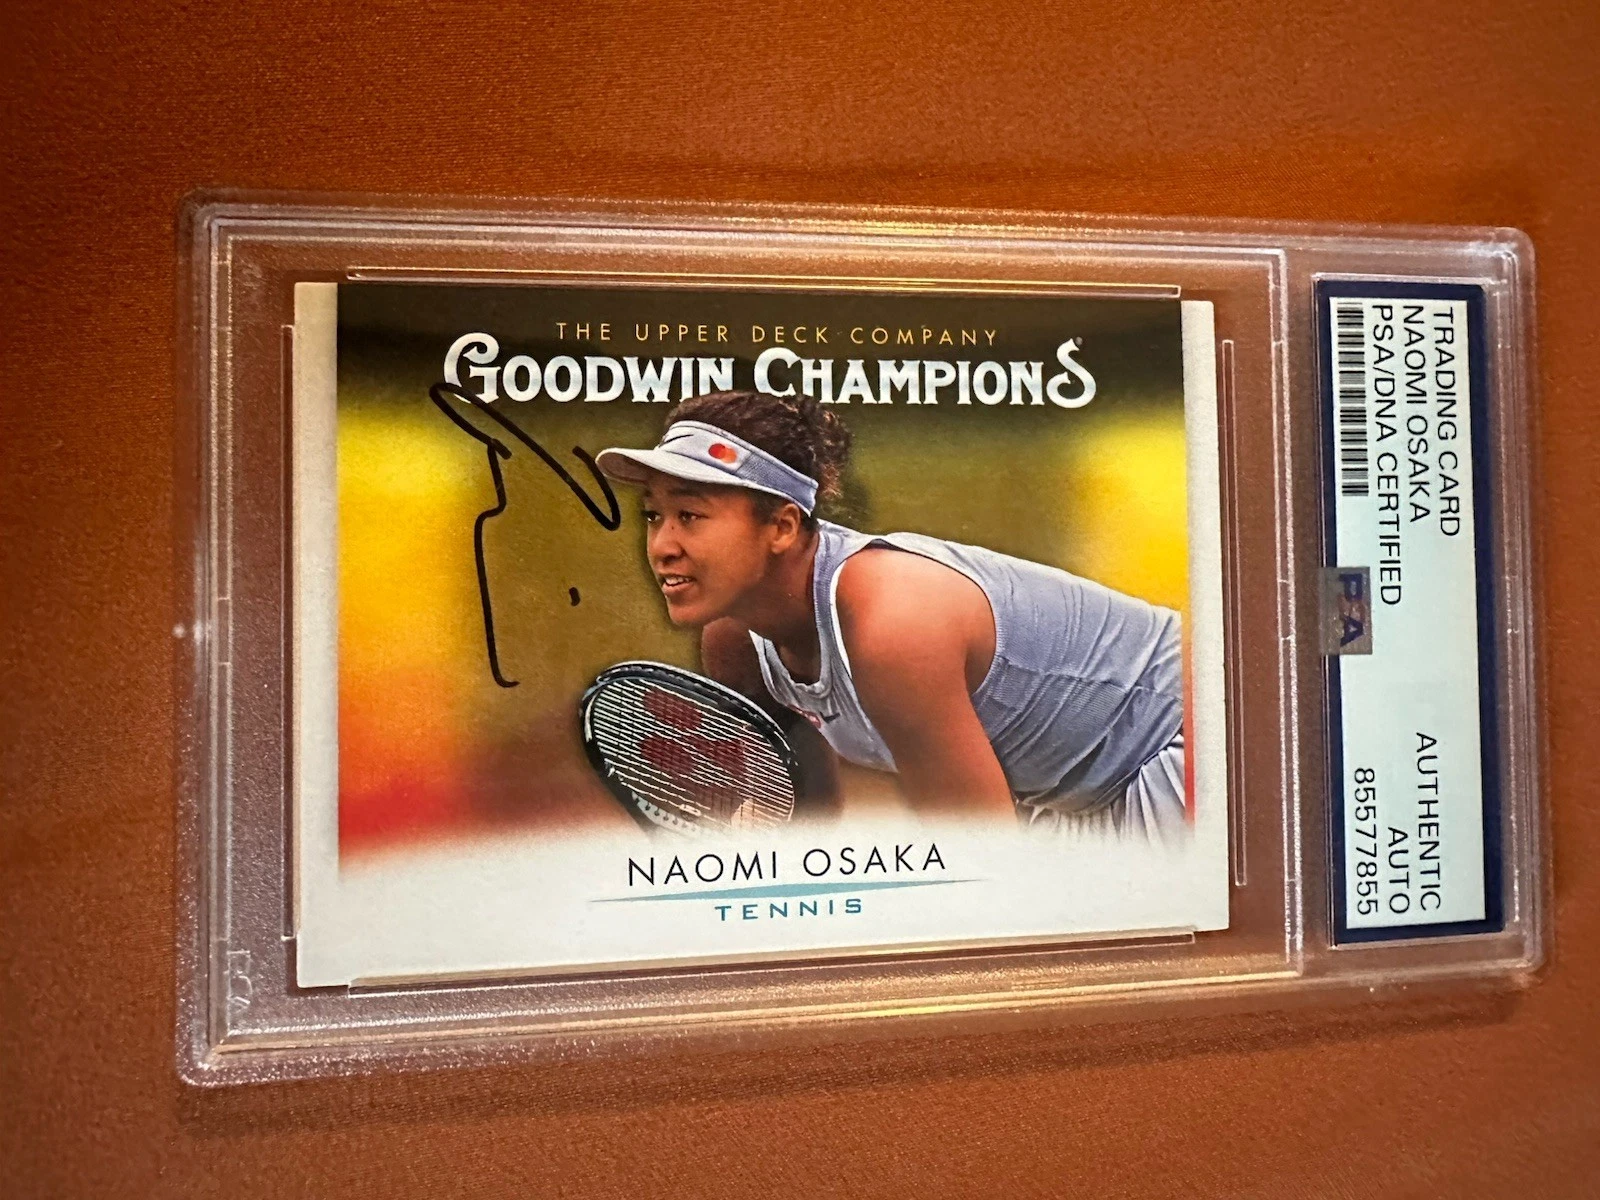 THE UPPER DECK COMPANY
GOODWIN CHAMPIONS
NAOMI OSAKA
TENNIS
TRADING CARD
NAOMI OSAKA
PSA/DNA CERTIFIED
PSA
AUTHENTIC
AUTO
85577855